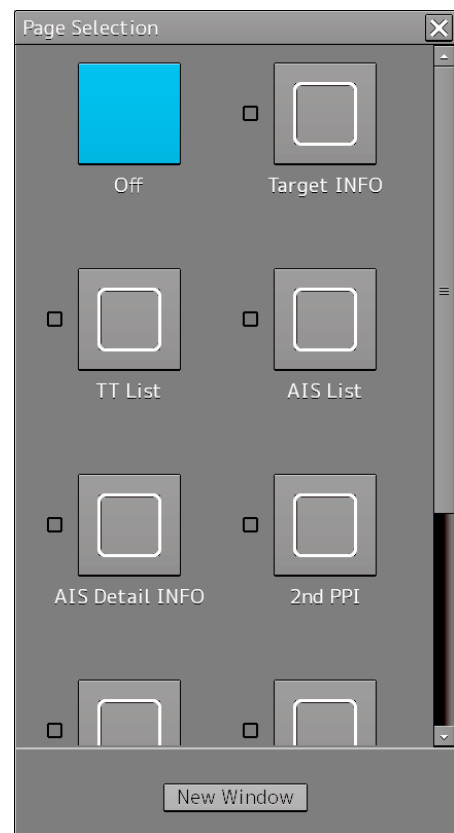 Page Selection
Off
Target INFO
TT List
AIS List
AIS Detail INFO
2nd PPI
New Window